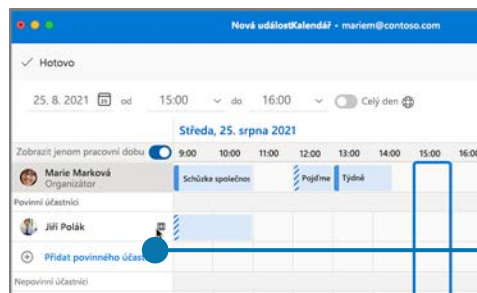 Nová událostKalendář • mariem@contoso.com
Hotovo
25. 8. 2021 od 15:00 do 16:00 Celý den
Středa, 25. srpna 2021
Zobrazit jenom pracovní dobu 9:00 10:00 11:00 12:00 13:00 14:00 15:00 16:00
Marie Marková Schůzka společnos Pojďme Týdně
Organizátor
Povinní účastníci
Jiří Polák
Přidat povinného účast
Nepovinní účastníci